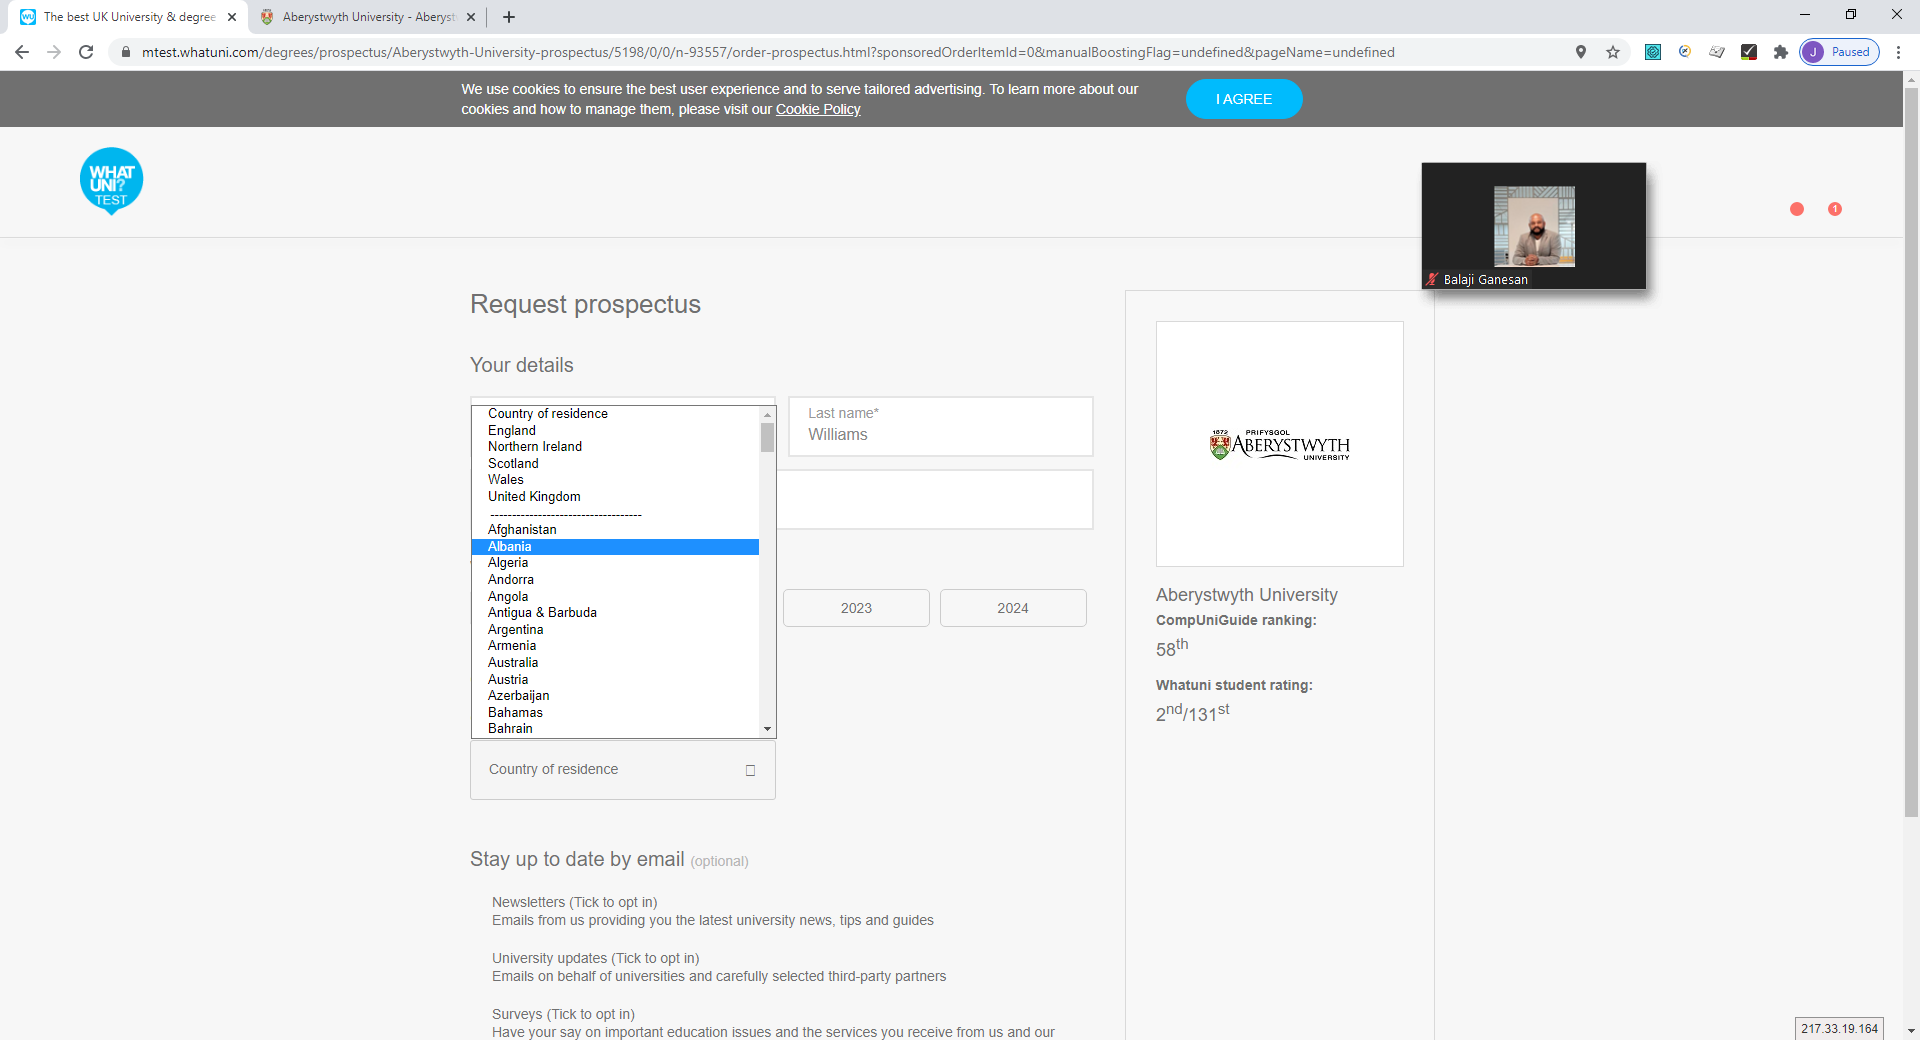 The best UK University & degree
Aberystwyth University - Aberyst
mtest.whatuni.com/degrees/prospectus/Aberystwyth-University-prospectus/5198/0/0/n-93557/order-prospectus.html?sponsoredOrderItemId=0&manualBoostingFlag=undefined&pageName=undefined
J Paused
We use cookies to ensure the best user experience and to serve tailored advertising. To learn more about our
cookies and how to manage them, please visit our Cookie Policy
I AGREE
WHAT
UNI?
TEST
1
Balaji Ganesan
Request prospectus
Your details
Last name*
Williams
Country of residence
England
Northern Ireland
Scotland
Wales
United Kingdom
-----------------------------------
Afghanistan
Albania
Algeria
Andorra
Angola
Antigua & Barbuda
Argentina
Armenia
Australia
Austria
Azerbaijan
Bahamas
Bahrain
2023
2024
Country of residence
Stay up to date by email (optional)
Newsletters (Tick to opt in)
Emails from us providing you the latest university news, tips and guides
University updates (Tick to opt in)
Emails on behalf of universities and carefully selected third-party partners
Surveys (Tick to opt in)
Have your say on important education issues and the services you receive from us and our
1872 PRIFYSGOL
ABERYSTWYTH
UNIVERSITY
Aberystwyth University
CompUniGuide ranking:
58th
Whatuni student rating:
2nd/131st
217.33.19.164